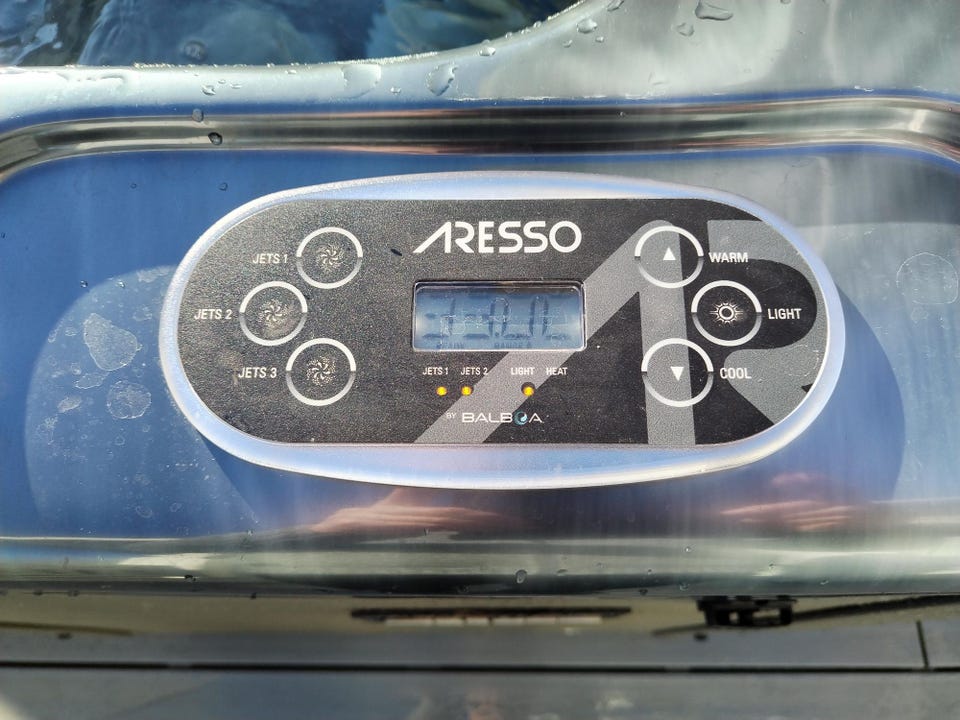 ARESSO
JETS 1
JETS 2
JETS 3
WARM
LIGHT
COOL
JETS 1 JETS 2 LIGHT HEAT
BY BALBOA